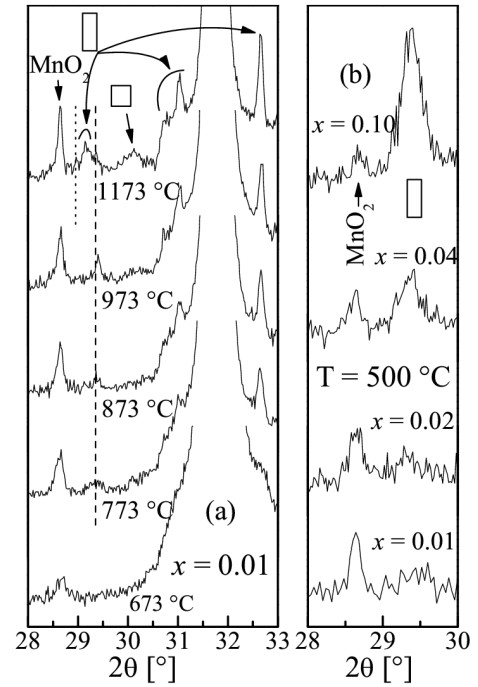 MnO2
1173 °C
973 °C
873 °C
773 °C
(a)
x = 0.01
673 °C
28 29 30 31 32 33
2θ [°]
(b)
x = 0.10
MnO2
x = 0.04
T = 500 °C
x = 0.02
x = 0.01
28 29 30
2θ [°]